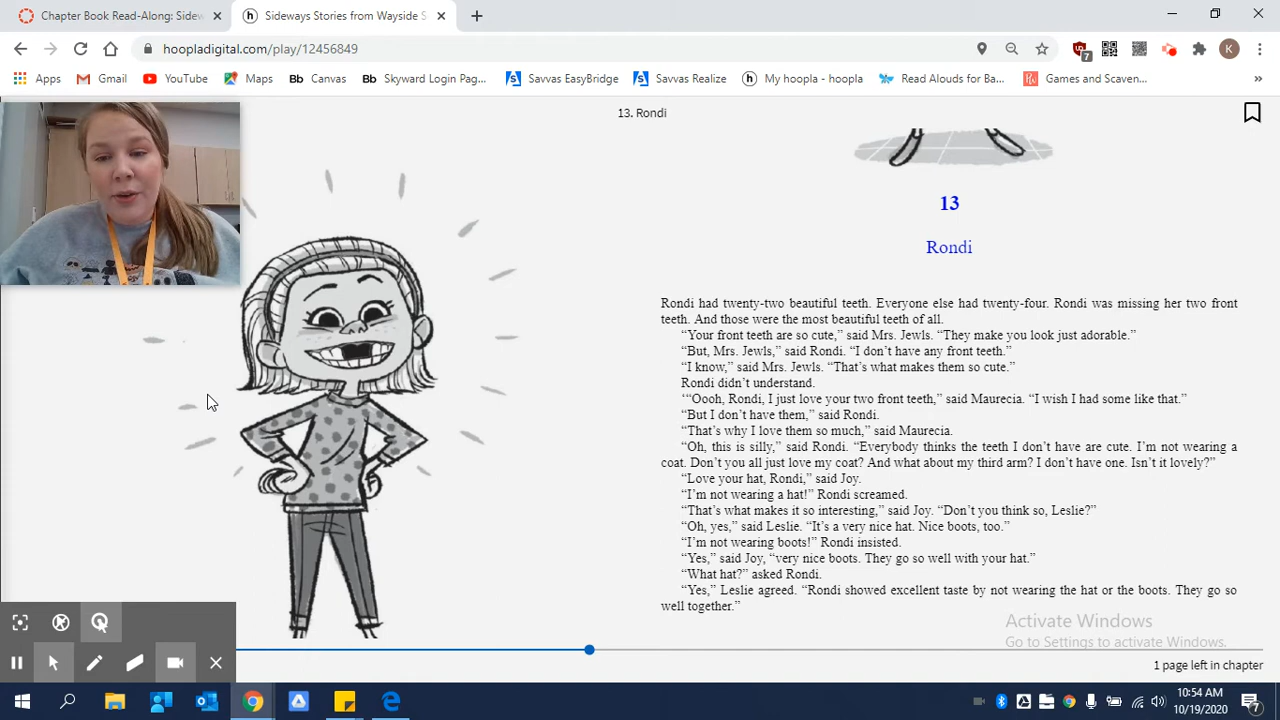 Chapter Book Read-Along: Sidew
Sideways Stories from Wayside S
hoopladigital.com/play/12456849
7
K
Apps
Gmail
YouTube
Maps
Bb Canvas
Bb Skyward Login Pag...
Savvas EasyBridge
Savvas Realize
h My hoopla - hoopla
Read Alouds for Ba...
Games and Scaven...
»
13. Rondi
13
Rondi
Rondi had twenty-two beautiful teeth. Everyone else had twenty-four. Rondi was missing her two front
teeth. And those were the most beautiful teeth of all.
“Your front teeth are so cute,” said Mrs. Jewls. “They make you look just adorable.”
“But, Mrs. Jewls,” said Rondi. “I don’t have any front teeth.”
“I know,” said Mrs. Jewls. “That’s what makes them so cute.”
Rondi didn’t understand.
‘“Oooh, Rondi, I just love your two front teeth,” said Maurecia. “I wish I had some like that.”
“But I don’t have them,” said Rondi.
“That’s why I love them so much,” said Maurecia.
“Oh, this is silly,” said Rondi. “Everybody thinks the teeth I don’t have are cute. I’m not wearing a
coat. Don’t you all just love my coat? And what about my third arm? I don’t have one. Isn’t it lovely?”
“Love your hat, Rondi,” said Joy.
“I’m not wearing a hat!” Rondi screamed.
“That’s what makes it so interesting,” said Joy. “Don’t you think so, Leslie?”
“Oh, yes,” said Leslie. “It’s a very nice hat. Nice boots, too.”
“I’m not wearing boots!” Rondi insisted.
“Yes,” said Joy, “very nice boots. They go so well with your hat.”
“What hat?” asked Rondi.
“Yes,” Leslie agreed. “Rondi showed excellent taste by not wearing the hat or the boots. They go so
well together.”
Activate Windows
Go to Settings to activate Windows.
1 page left in chapter
10:54 AM
10/19/2020
7